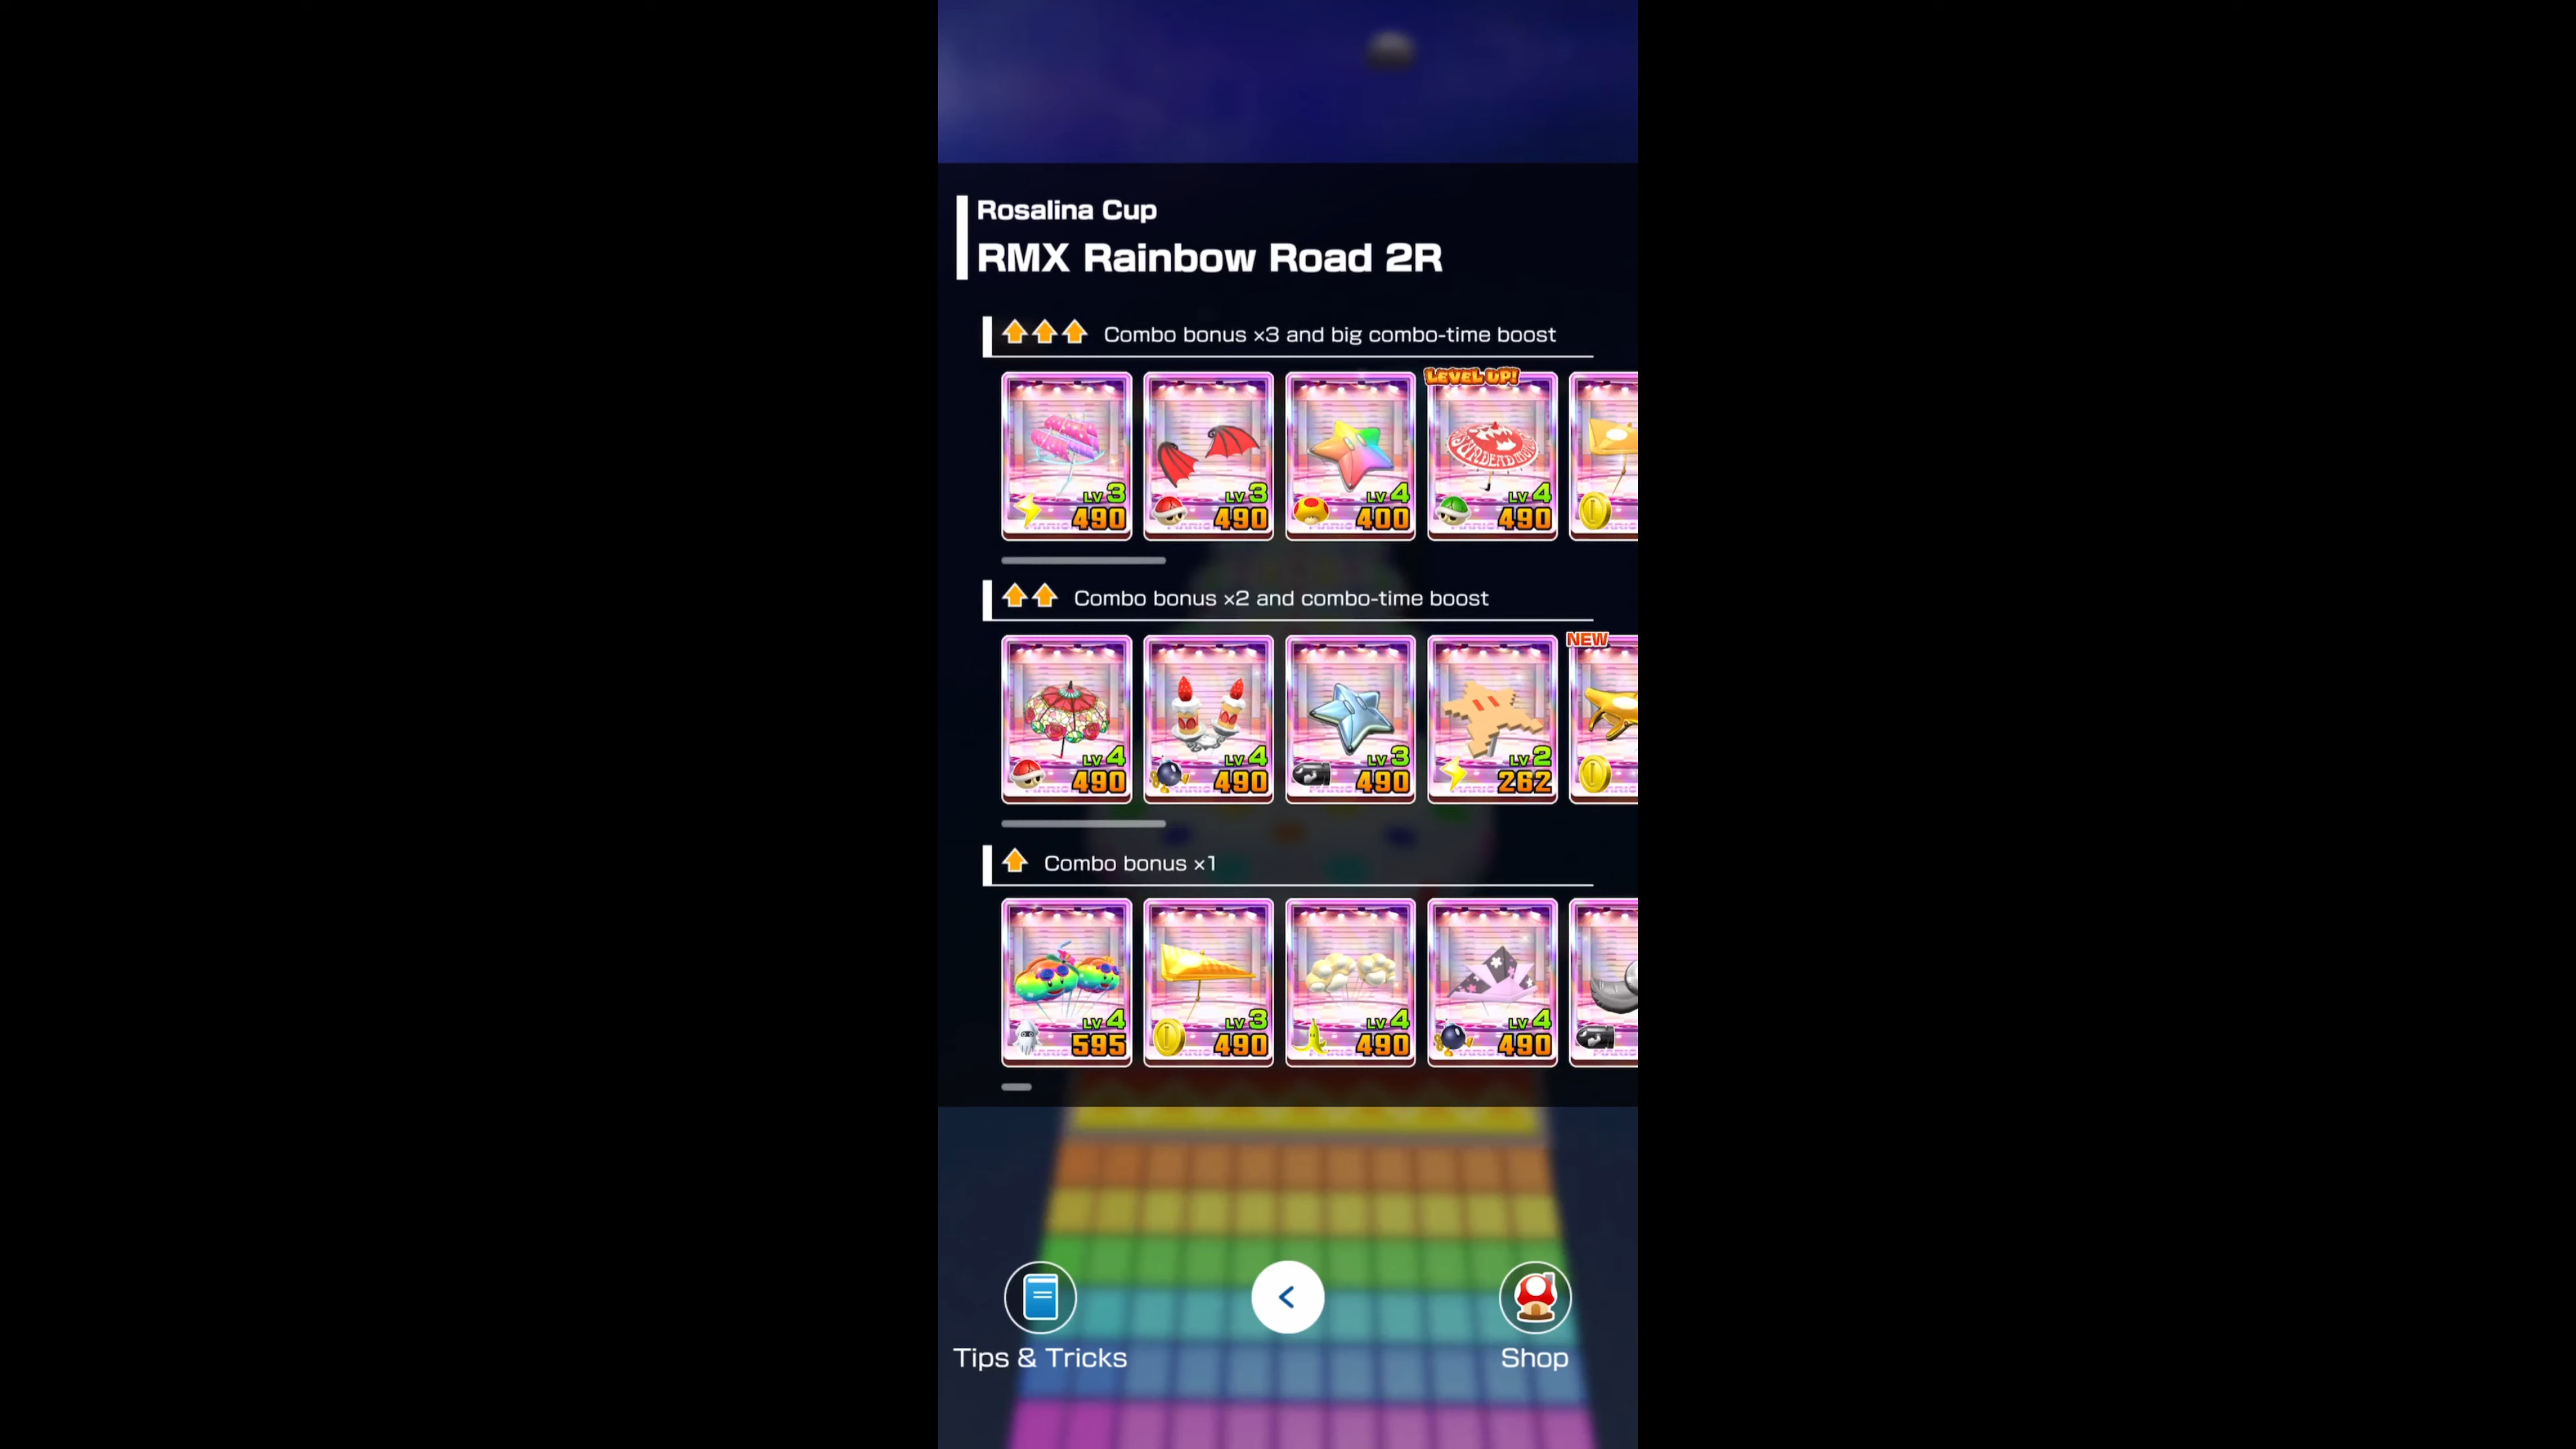 Rosalina Cup
RMX Rainbow Road 2R
Combo bonus ×3 and big combo-time boost
LEVEL UP!
LV 3 LV 3 LV 4 LV 4
490 490 400 490
Combo bonus ×2 and combo-time boost
NEW
LV 4 LV 4 LV 3 LV 2
490 490 490 262
Combo bonus ×1
LV 4 LV 3 LV 4 LV 4
595 490 490 490
Tips & Tricks
Shop